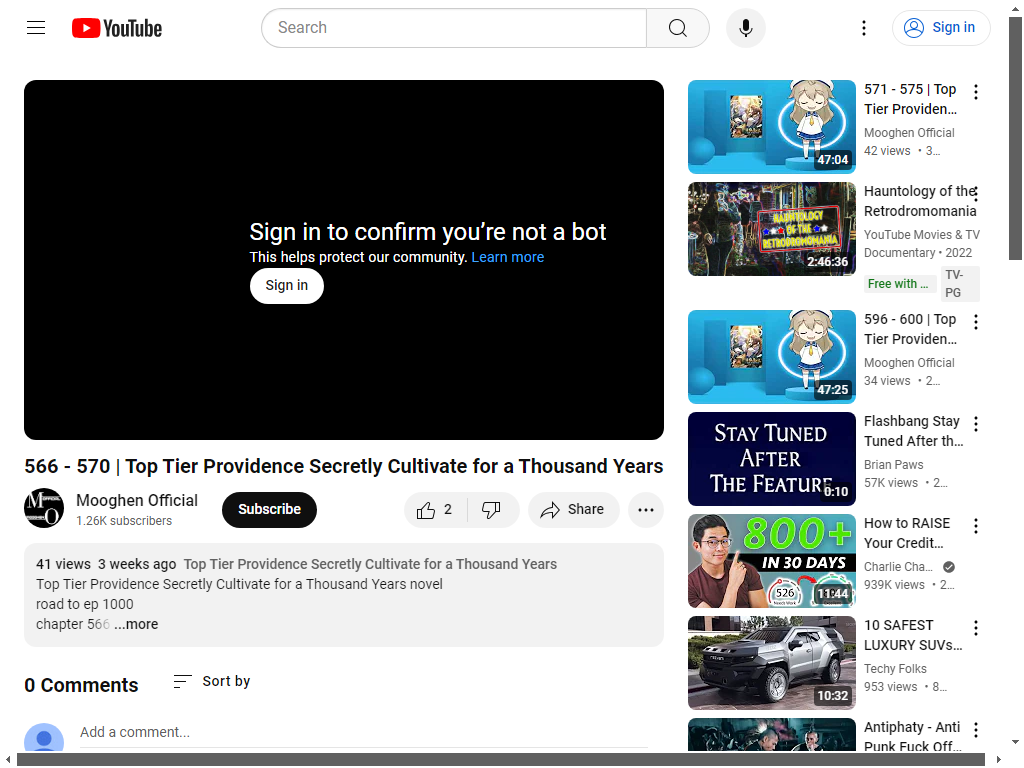 YouTube
Search
Sign in
Sign in to confirm you’re not a bot
This helps protect our community. Learn more
Sign in
566 - 570 | Top Tier Providence Secretly Cultivate for a Thousand Years
Mooghen Official
1.26K subscribers
Subscribe
2
Share
41 views 3 weeks ago Top Tier Providence Secretly Cultivate for a Thousand Years
Top Tier Providence Secretly Cultivate for a Thousand Years novel
road to ep 1000
chapter 566 ...more
0 Comments
Sort by
Add a comment...
47:04
571 - 575 | Top
Tier Providen...
Mooghen Official
42 views • 3...
HAUNTOLOGY
OF THE
RETRODROMOMANIA
2:46:36
Hauntology of the
Retrodromomania
YouTube Movies & TV
Documentary • 2022
Free with ...
TV-
PG
47:25
596 - 600 | Top
Tier Providen...
Mooghen Official
34 views • 2...
STAY TUNED
AFTER
THE FEATURE
0:10
Flashbang Stay
Tuned After th...
Brian Paws
57K views • 2...
800+
IN 30 DAYS
526
Needs Work
11:44
How to RAISE
Your Credit...
Charlie Cha...
939K views • 2...
10:32
10 SAFEST
LUXURY SUVs...
Techy Folks
953 views • 8...
Antiphaty - Anti
Punk Fuck Off...